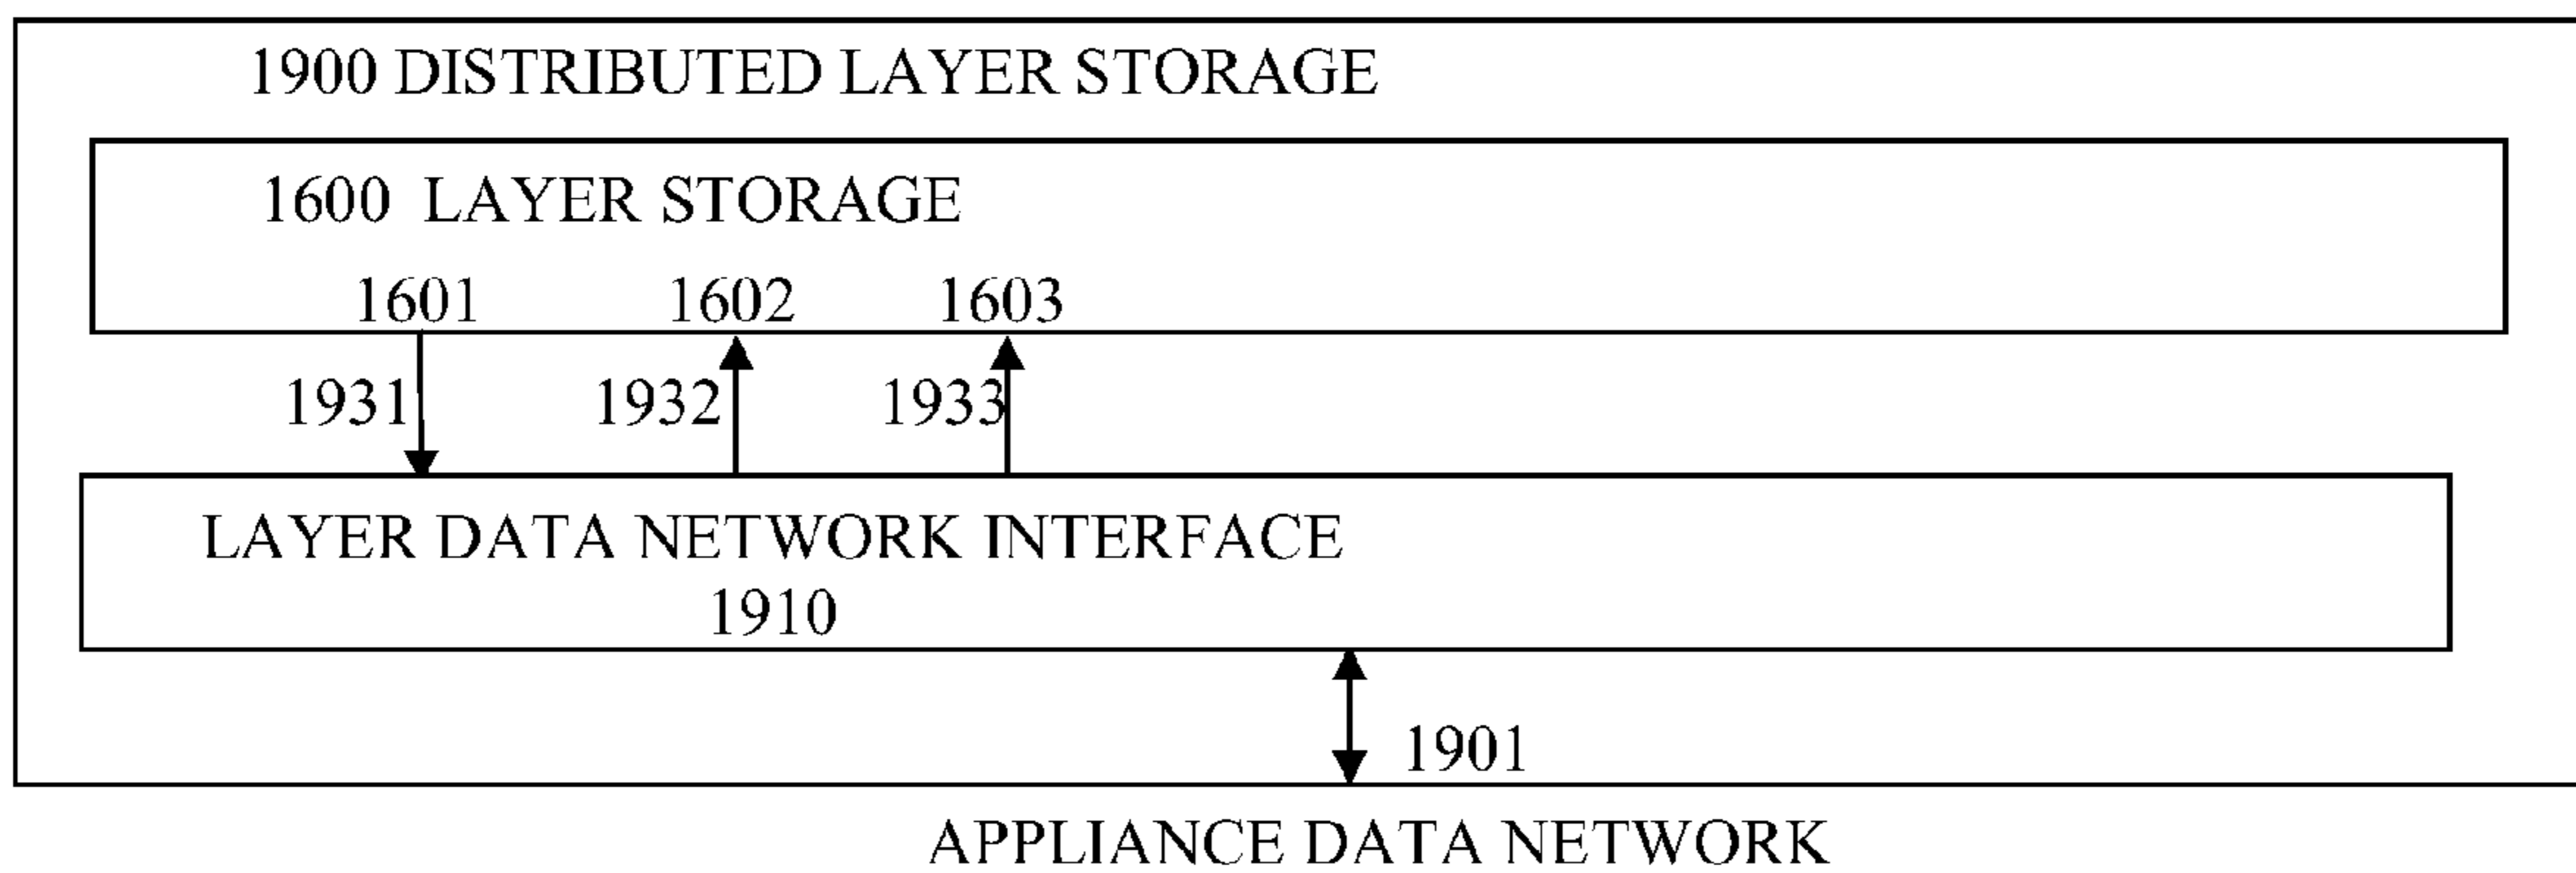 1900 DISTRIBUTED LAYER STORAGE
1600 LAYER STORAGE
1601 1602 1603
1931 1932 1933
LAYER DATA NETWORK INTERFACE
1910
1901
APPLIANCE DATA NETWORK